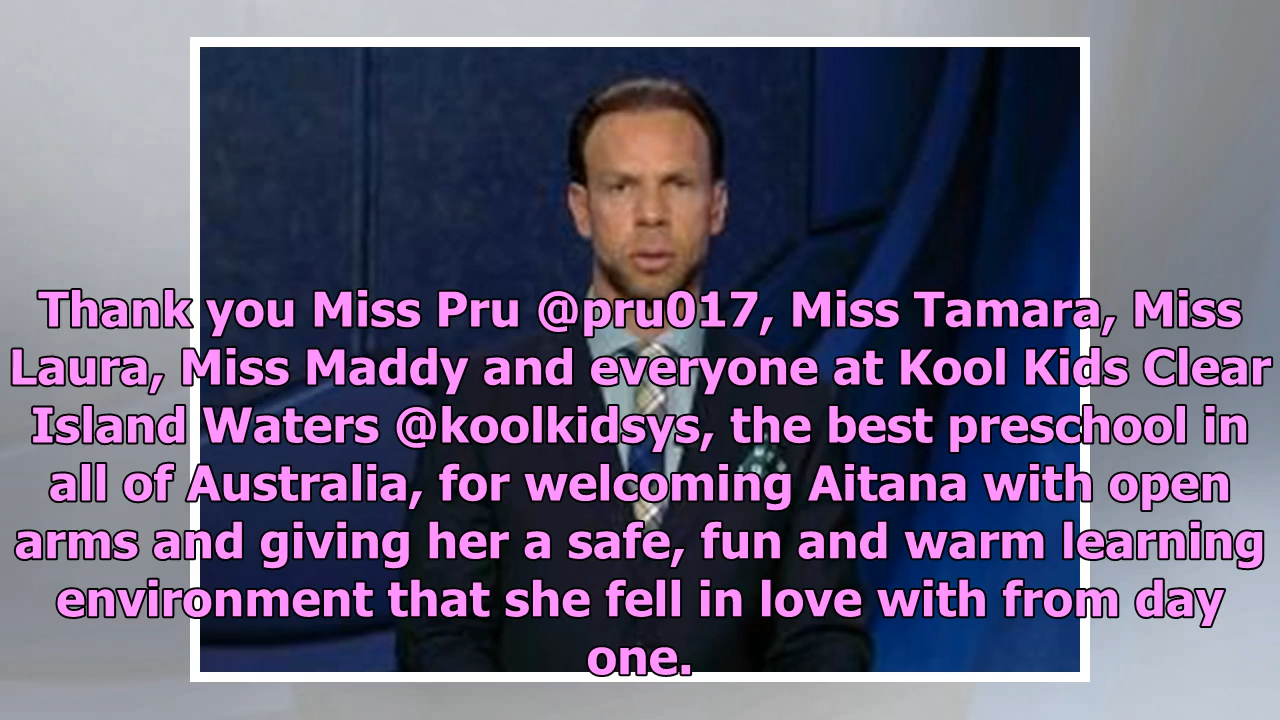 Thank you Miss Pru @pru017, Miss Tamara, Miss
Laura, Miss Maddy and everyone at Kool Kids Clear
Island Waters @koolkidsys, the best preschool in
all of Australia, for welcoming Aitana with open
arms and giving her a safe, fun and warm learning
environment that she fell in love with from day
one.